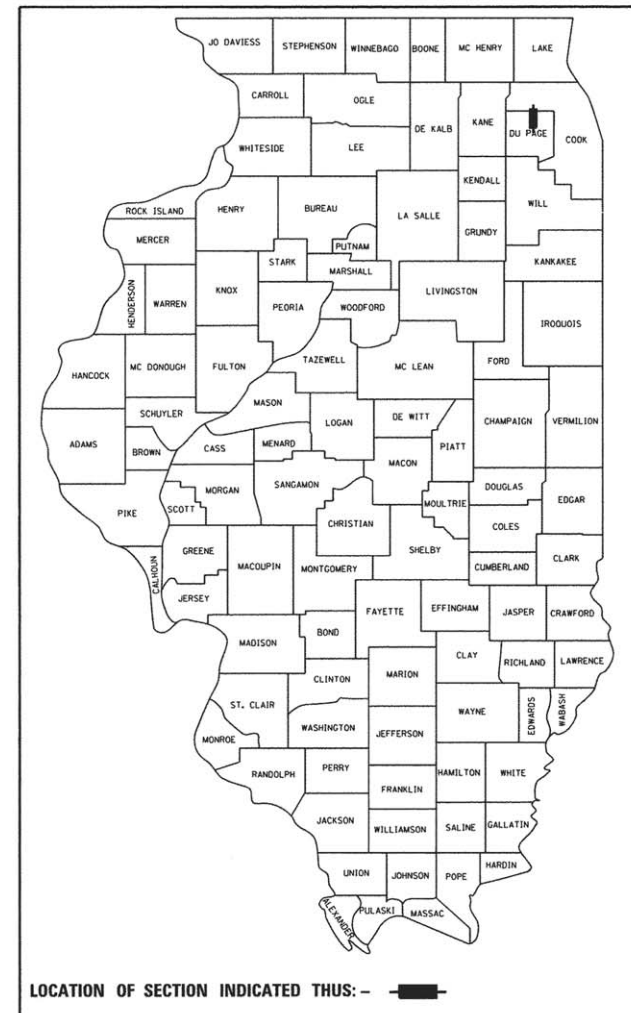 JO DAVIESS
STEPHENSON
WINNEBAGO
BOONE
MC HENRY
LAKE
CARROLL
OGLE
DE KALB
KANE
DU PAGE
COOK
WHITESIDE
LEE
KENDALL
WILL
ROCK ISLAND
HENRY
BUREAU
LA SALLE
GRUNDY
MERCER
PUTNAM
KANKAKEE
STARK
MARSHALL
HENDERSON
WARREN
KNOX
PEORIA
WOODFORD
LIVINGSTON
IROQUOIS
HANCOCK
MC DONOUGH
FULTON
TAZEWELL
MC LEAN
FORD
SCHUYLER
MASON
LOGAN
DE WITT
CHAMPAIGN
VERMILION
ADAMS
BROWN
CASS
MENARD
PIATT
MACON
MORGAN
SANGAMON
DOUGLAS
EDGAR
PIKE
SCOTT
MOULTRIE
CHRISTIAN
COLES
GREENE
MACOUPIN
SHELBY
CALHOUN
MONTGOMERY
CUMBERLAND
CLARK
JERSEY
FAYETTE
EFFINGHAM
JASPER
CRAWFORD
MADISON
BOND
CLAY
RICHLAND
LAWRENCE
CLINTON
MARION
ST. CLAIR
WAYNE
EDWARDS
WABASH
WASHINGTON
JEFFERSON
MONROE
RANDOLPH
PERRY
HAMILTON
WHITE
FRANKLIN
JACKSON
WILLIAMSON
SALINE
GALLATIN
UNION
JOHNSON
POPE
HARDIN
ALEXANDER
PULASKI
MASSAC
LOCATION OF SECTION INDICATED THUS: -